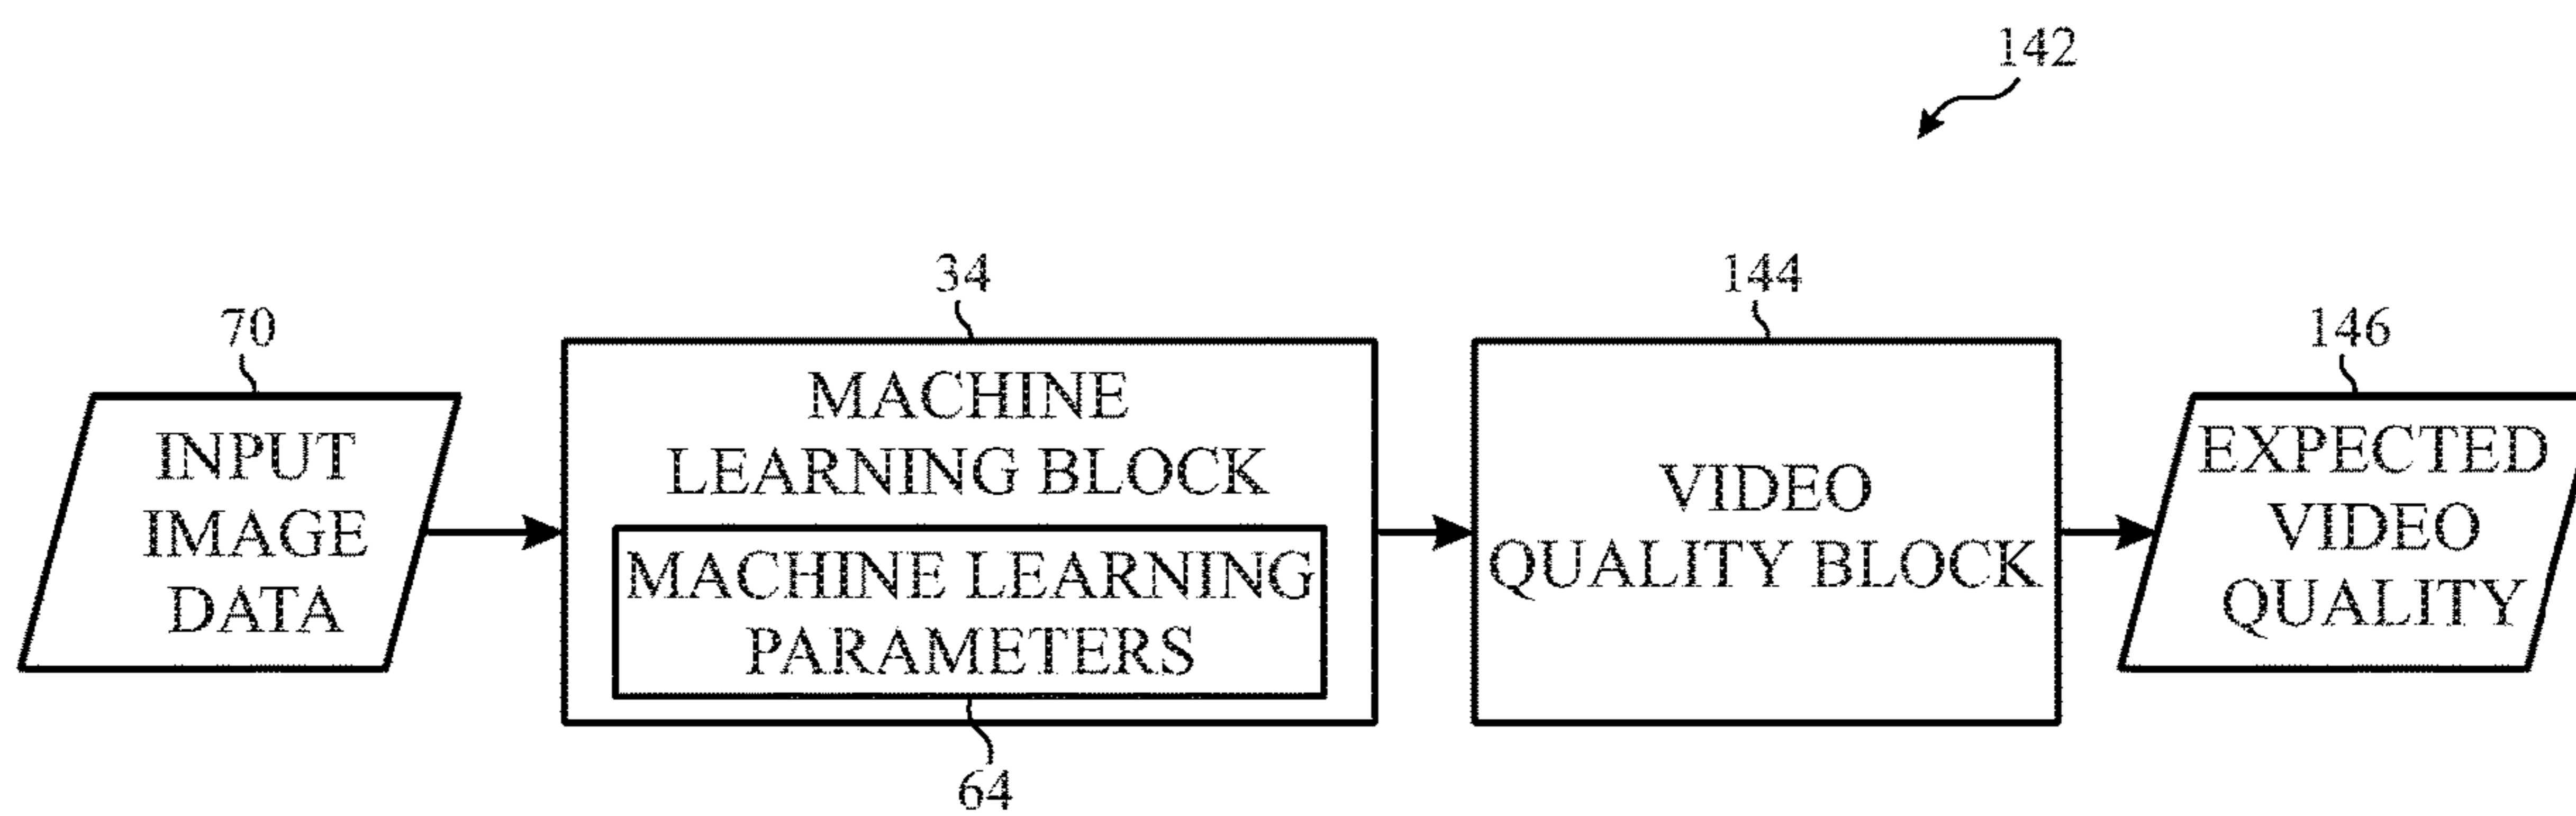 142
70
INPUT
IMAGE
DATA
34
MACHINE
LEARNING BLOCK
MACHINE LEARNING
PARAMETERS
64
144
VIDEO
QUALITY BLOCK
146
EXPECTED
VIDEO
QUALITY